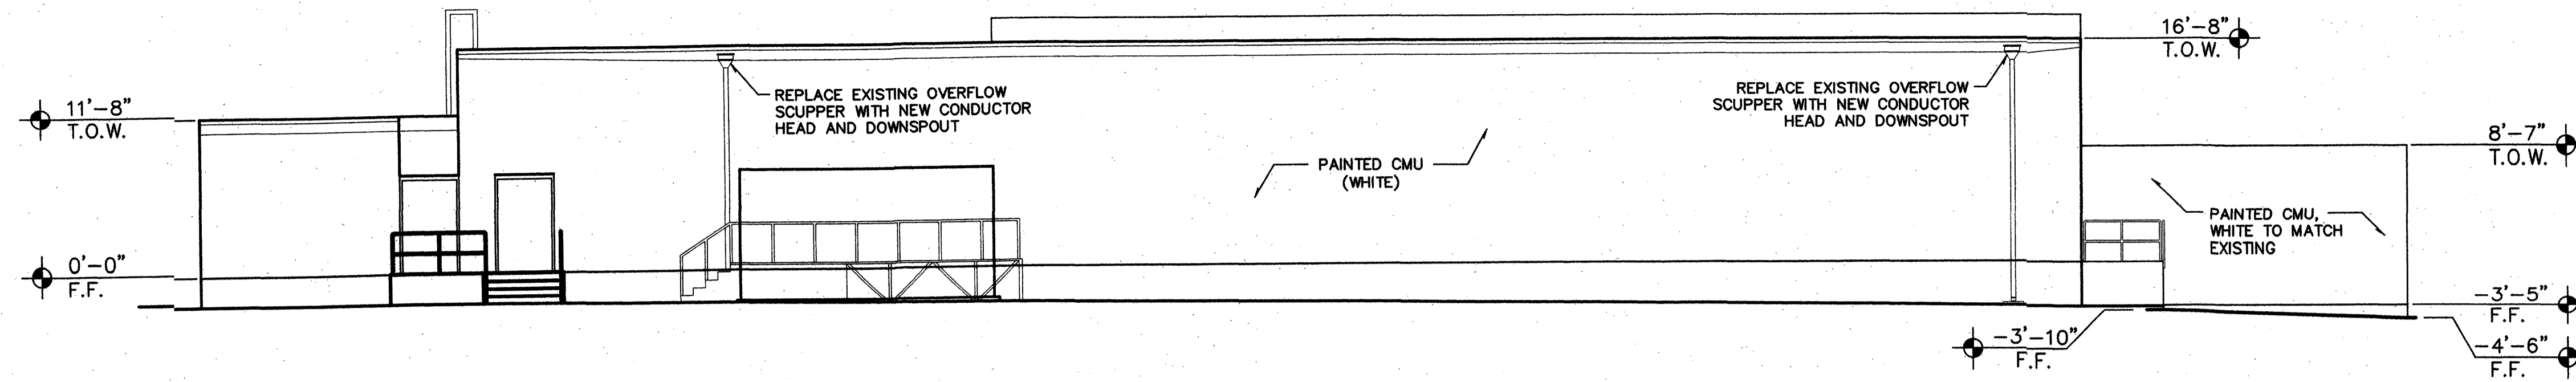 16'-8"
T.O.W.
11'-8"
T.O.W.
REPLACE EXISTING OVERFLOW
SCUPPER WITH NEW CONDUCTOR
HEAD AND DOWNSPOUT
REPLACE EXISTING OVERFLOW
SCUPPER WITH NEW CONDUCTOR
HEAD AND DOWNSPOUT
8'-7"
T.O.W.
PAINTED CMU
(WHITE)
PAINTED CMU,
WHITE TO MATCH
EXISTING
0'-0"
F.F.
-3'-5"
F.F.
-3'-10"
F.F.
-4'-6"
F.F.